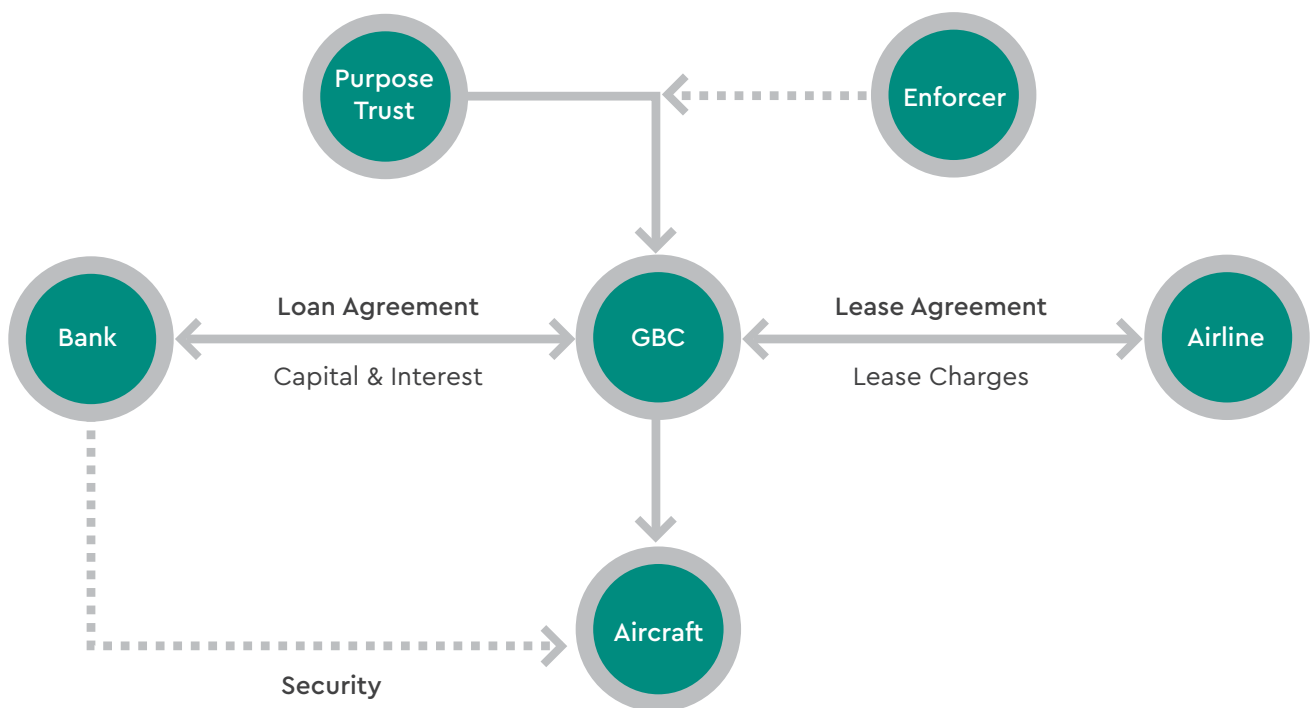 Purpose
Trust
Enforcer
Bank
Loan Agreement
Capital & Interest
GBC
Lease Agreement
Lease Charges
Airline
Aircraft
Security